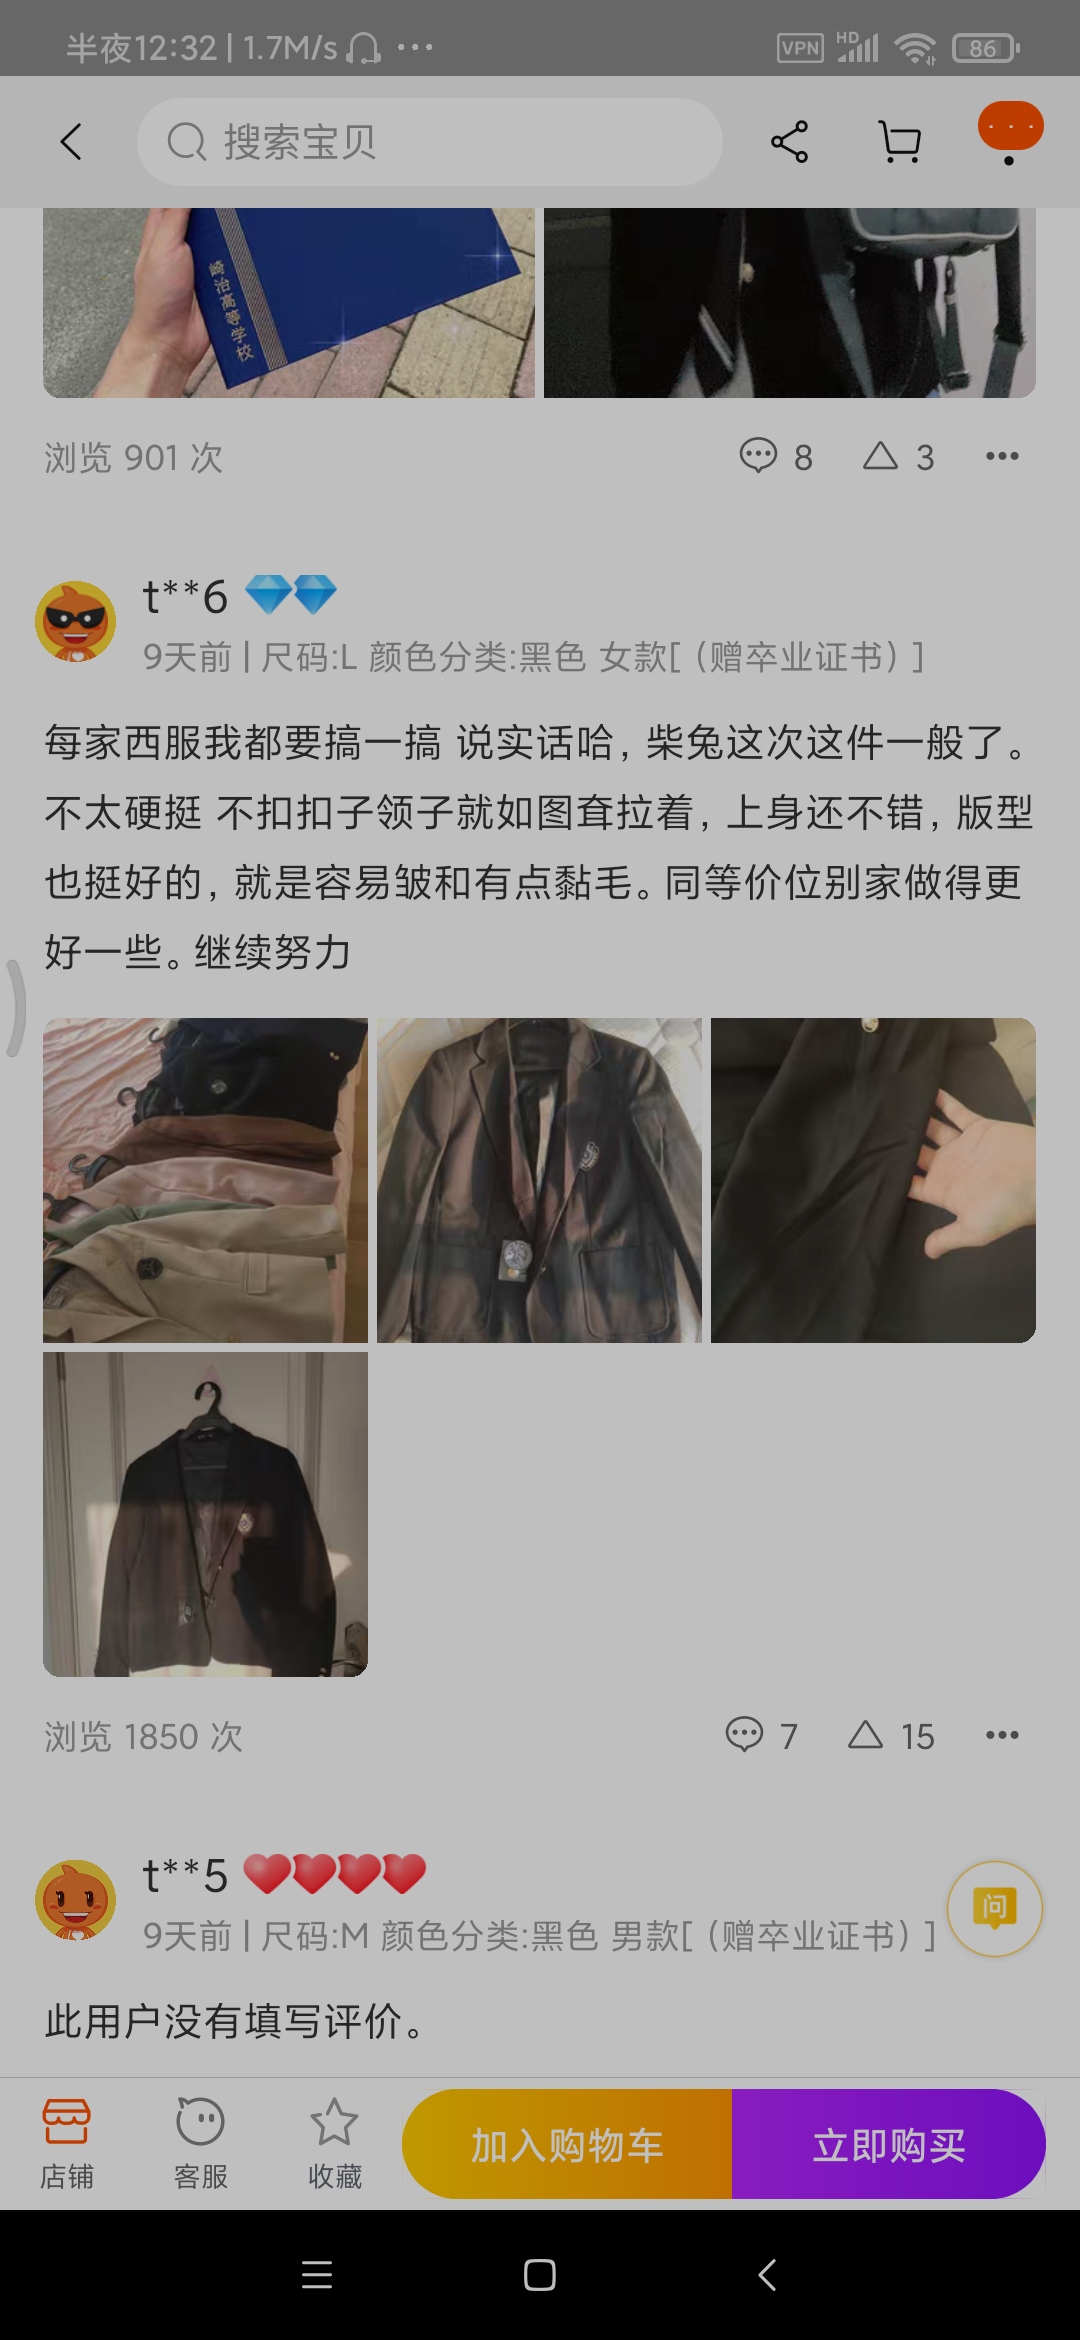 半夜12:32 | 1.7M/s ···
VPN HD 86
搜索宝贝
崎治高等学校
浏览 901 次
8 3
t**6
9天前 | 尺码:L 颜色分类:黑色 女款[（赠卒业证书）]
每家西服我都要搞一搞 说实话哈，柴兔这次这件一般了。
不太硬挺 不扣扣子领子就如图耷拉着，上身还不错，版型
也挺好的，就是容易皱和有点黏毛。同等价位别家做得更
好一些。继续努力
浏览 1850 次
7 15
t**5
9天前 | 尺码:M 颜色分类:黑色 男款[（赠卒业证书）]
问
此用户没有填写评价。
店铺
客服
收藏
加入购物车
立即购买